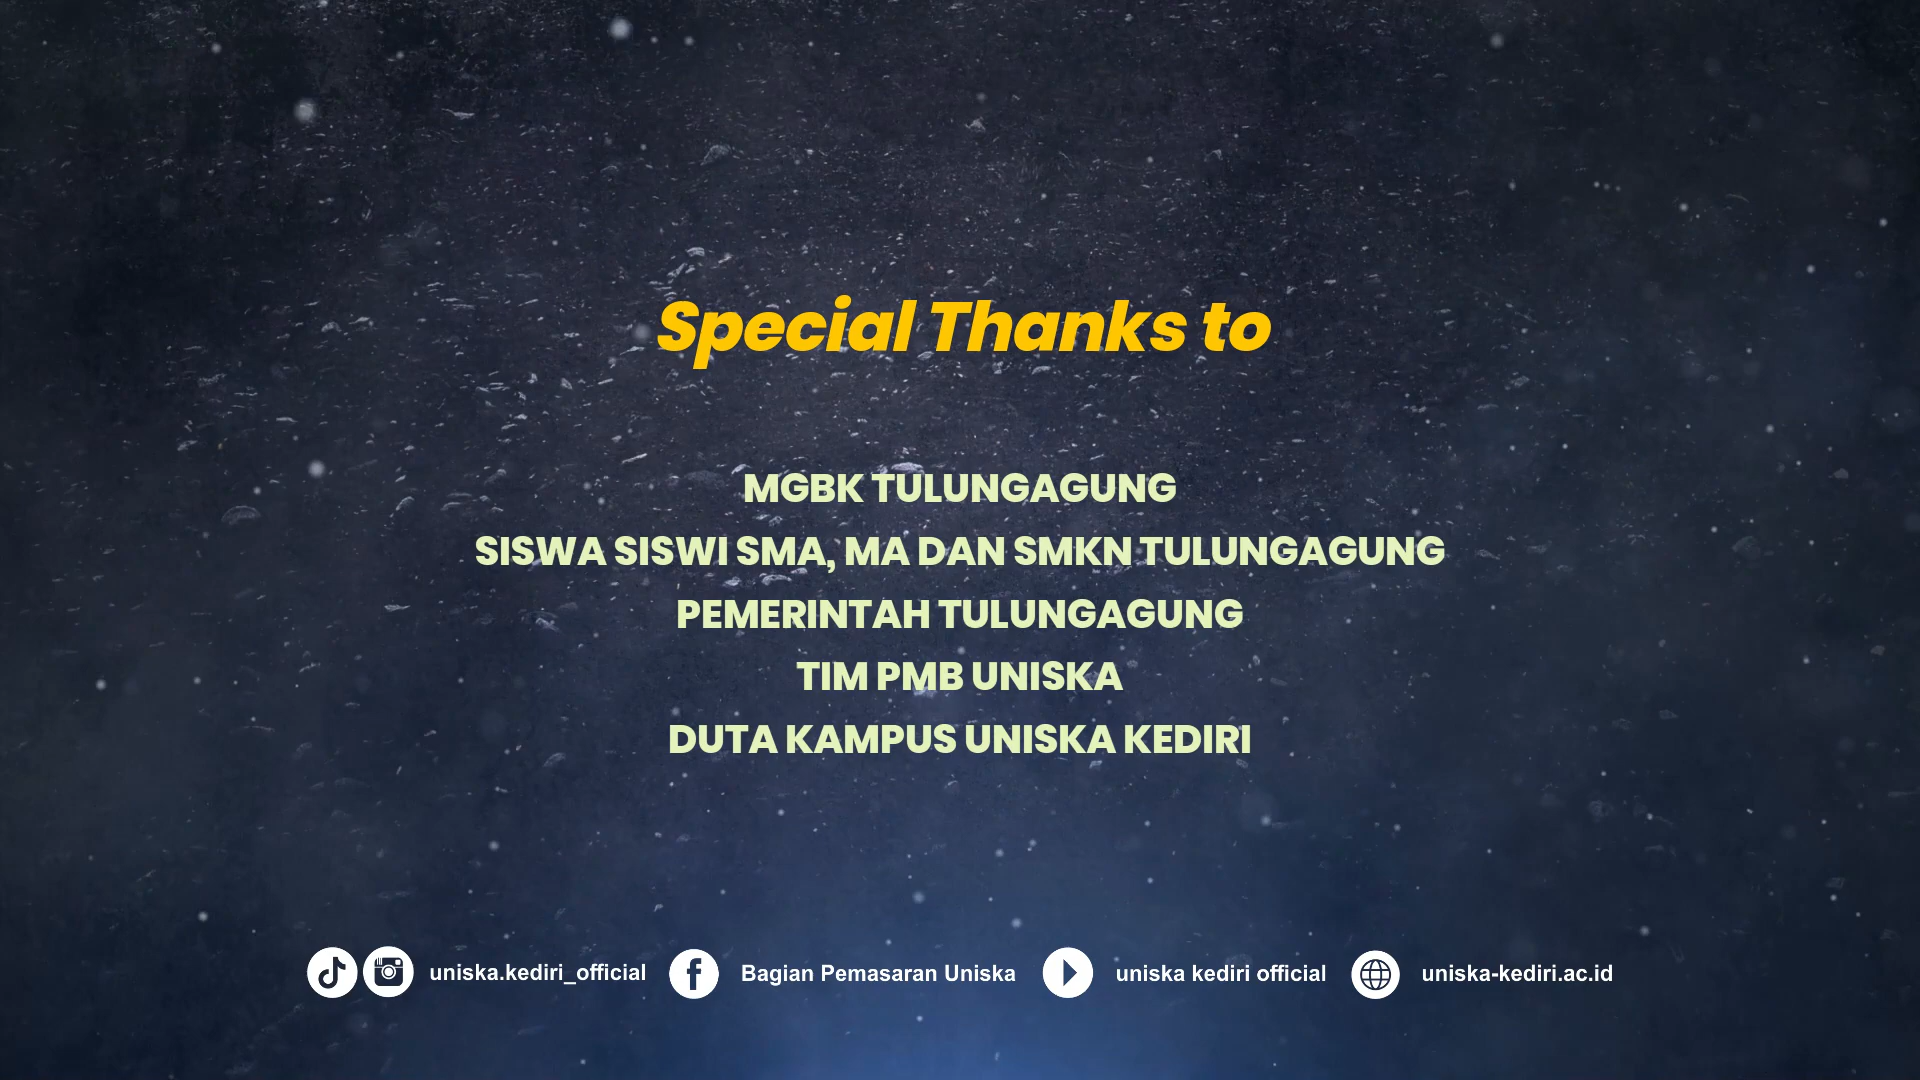 Special Thanks to
MGBK TULUNGAGUNG
SISWA SISWI SMA, MA DAN SMKN TULUNGAGUNG
PEMERINTAH TULUNGAGUNG
TIM PMB UNISKA
DUTA KAMPUS UNISKA KEDIRI
uniska.kediri_official Bagian Pemasaran Uniska uniska kediri official uniska-kediri.ac.id